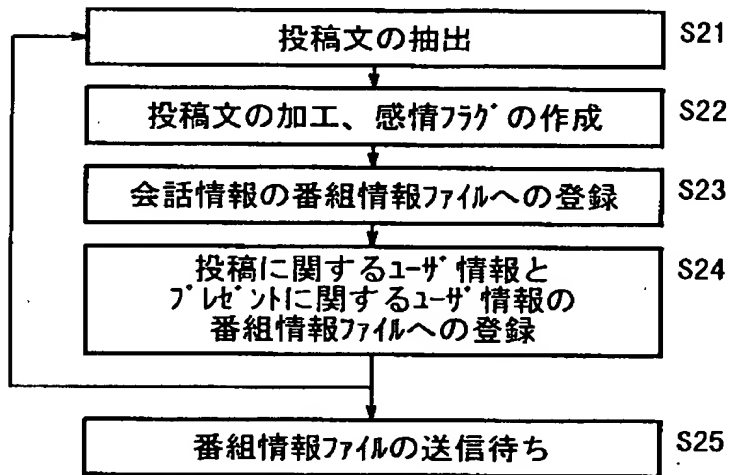 投稿文の抽出 S21
投稿文の加工、感情ﾌﾗｸﾞの作成 S22
会話情報の番組情報ﾌｧｲﾙへの登録 S23
投稿に関するﾕｰｻﾞ情報と S24
ﾌﾟﾚｾﾞﾝﾄに関するﾕｰｻﾞ情報の
番組情報ﾌｧｲﾙへの登録
番組情報ﾌｧｲﾙの送信待ち S25